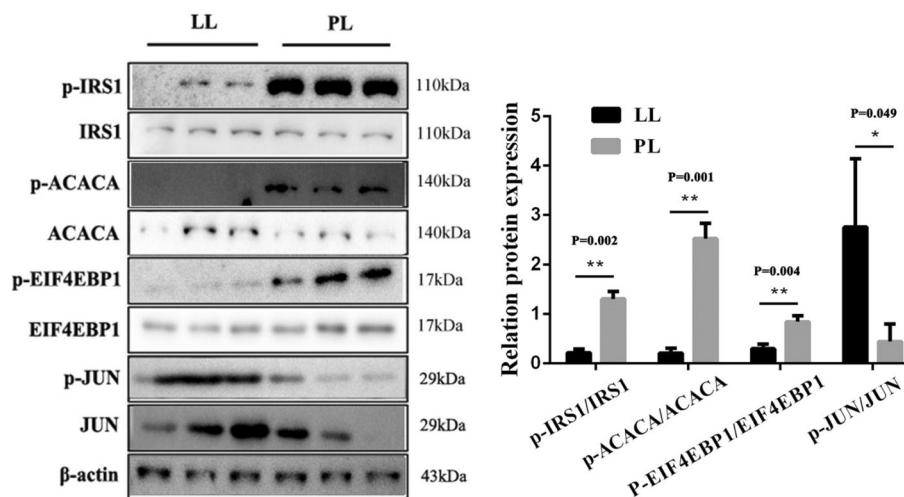 LL PL
p-IRS1 110kDa
IRS1 110kDa
p-ACACA 140kDa
ACACA 140kDa
p-EIF4EBP1 17kDa
EIF4EBP1 17kDa
p-JUN 29kDa
JUN 29kDa
β-actin 43kDa
Relation protein expression
5
4
3
2
1
0
LL
PL
P=0.002
**
P=0.001
**
P=0.004
**
P=0.049
*
p-IRS1/IRS1
p-ACACA/ACACA
P-EIF4EBP1/EIF4EBP1
p-JUN/JUN